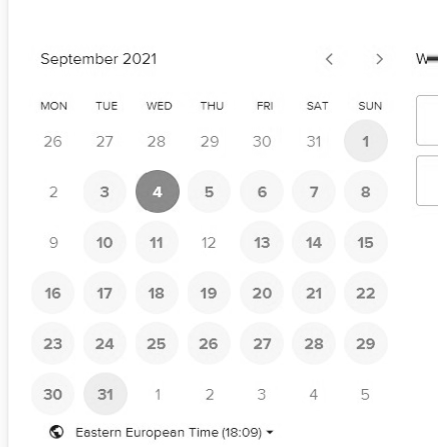 September 2021
MON TUE WED THU FRI SAT SUN
26 27 28 29 30 31 1
2 3 4 5 6 7 8
9 10 11 12 13 14 15
16 17 18 19 20 21 22
23 24 25 26 27 28 29
30 31 1 2 3 4 5
Eastern European Time (18:09)